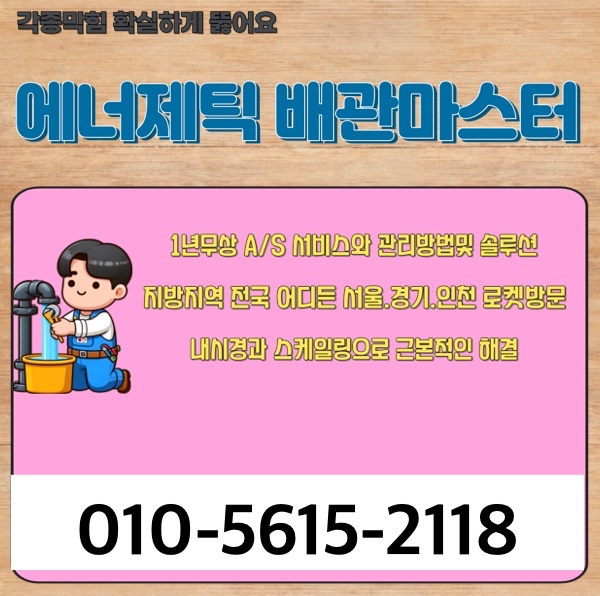 각종막힘 확실하게 뚫어요
에너제틱 배관마스터
1년무상 A/S 서비스와 관리방법및 솔루션
지방지역 전국 어디든 서울.경기.인천 로켓방문
내시경과 스케일링으로 근본적인 해결
010-5615-2118